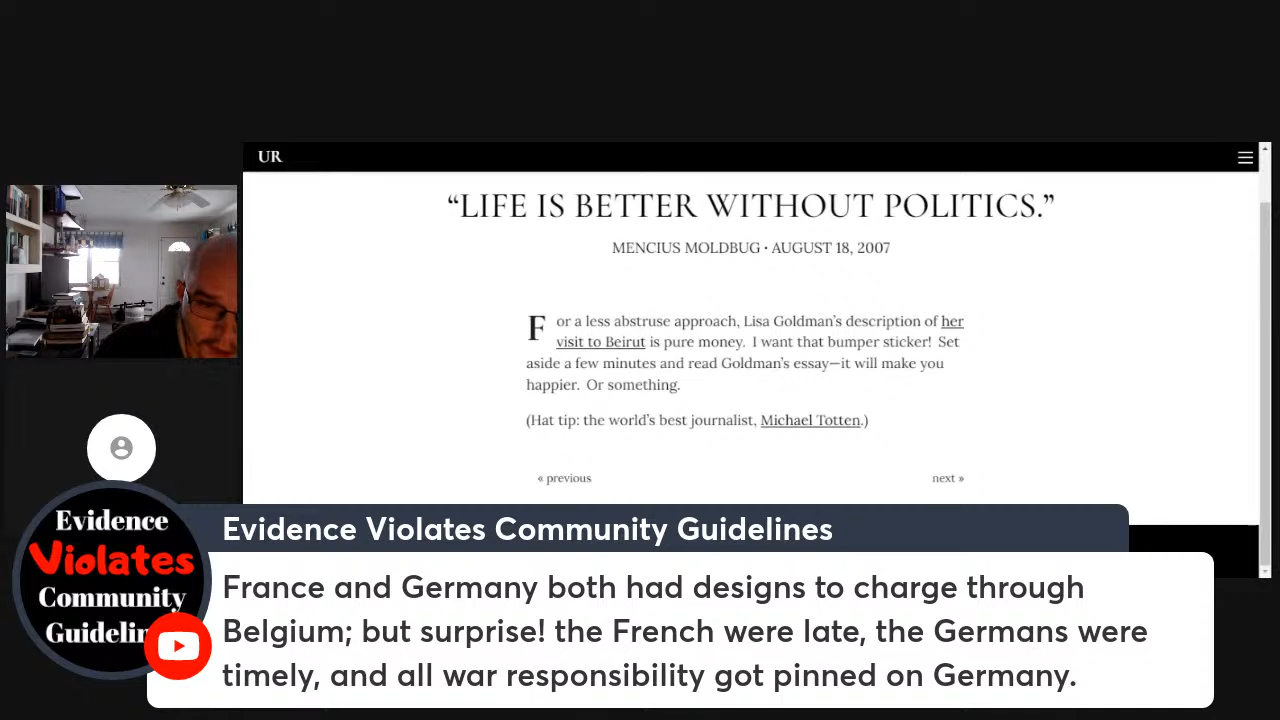 UR
“LIFE IS BETTER WITHOUT POLITICS.”
MENCIUS MOLDBUG • AUGUST 18, 2007
For a less abstruse approach, Lisa Goldman’s description of her
visit to Beirut is pure money. I want that bumper sticker! Set
aside a few minutes and read Goldman’s essay—it will make you
happier. Or something.
(Hat tip: the world’s best journalist, Michael Totten.)
« previous
next »
Evidence
Violates
Community
Guidelin
Evidence Violates Community Guidelines
France and Germany both had designs to charge through
Belgium; but surprise! the French were late, the Germans were
timely, and all war responsibility got pinned on Germany.